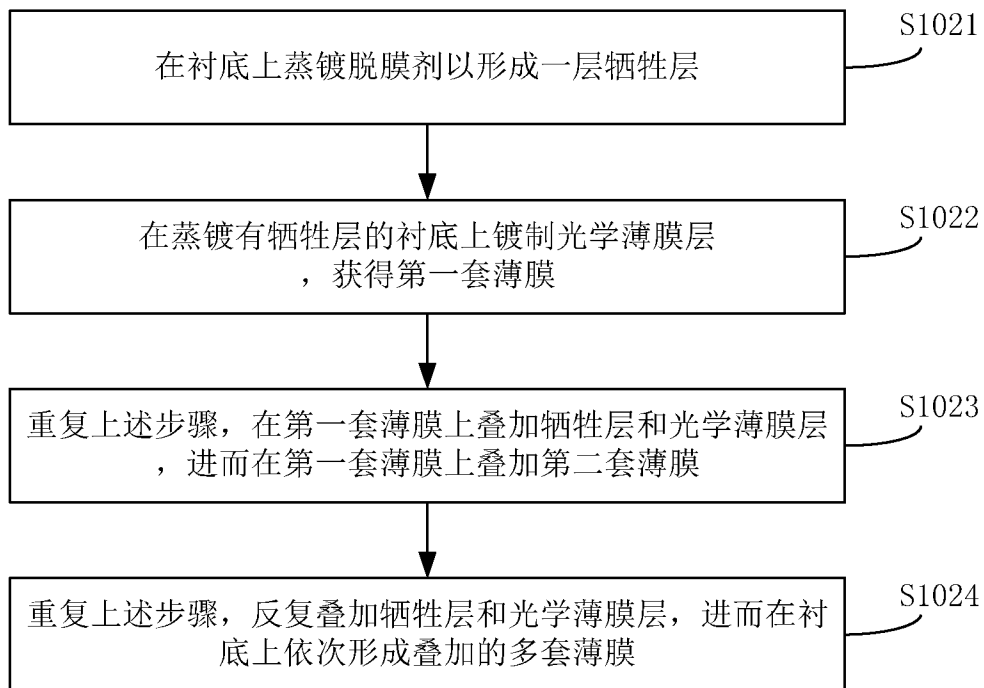 S1021
在衬底上蒸镀脱膜剂以形成一层牺牲层
S1022
在蒸镀有牺牲层的衬底上镀制光学薄膜层
，获得第一套薄膜
S1023
重复上述步骤，在第一套薄膜上叠加牺牲层和光学薄膜层
，进而在第一套薄膜上叠加第二套薄膜
S1024
重复上述步骤，反复叠加牺牲层和光学薄膜层，进而在衬
底上依次形成叠加的多套薄膜